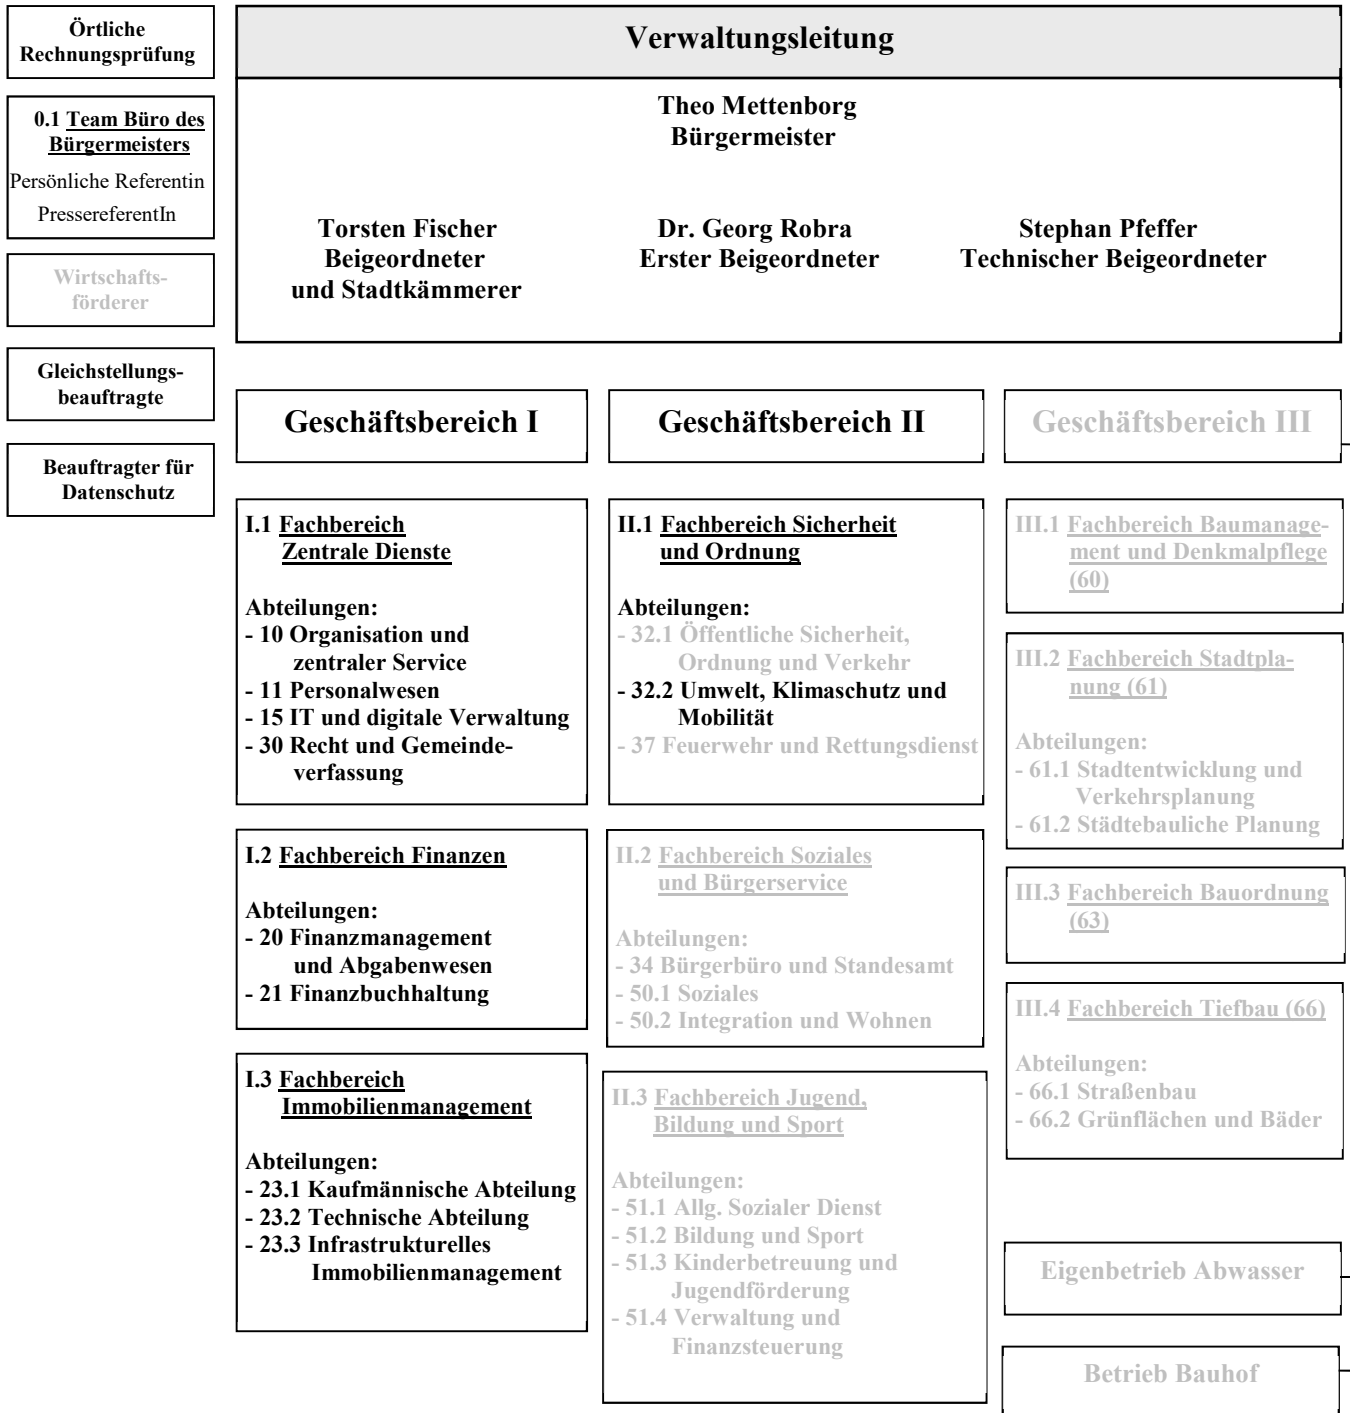 Örtliche
Rechnungsprüfung
0.1 Team Büro des
Bürgermeisters
Persönliche Referentin
PressereferentIn
Wirtschafts-
förderer
Gleichstellungs-
beauftragte
Beauftragter für
Datenschutz
Verwaltungsleitung
Theo Mettenborg
Bürgermeister
Torsten Fischer
Beigeordneter
und Stadtkämmerer
Dr. Georg Robra
Erster Beigeordneter
Stephan Pfeffer
Technischer Beigeordneter
Geschäftsbereich I
I.1 Fachbereich
Zentrale Dienste
Abteilungen:
- 10 Organisation und
zentraler Service
- 11 Personalwesen
- 15 IT und digitale Verwaltung
- 30 Recht und Gemeinde-
verfassung
I.2 Fachbereich Finanzen
Abteilungen:
- 20 Finanzmanagement
und Abgabenwesen
- 21 Finanzbuchhaltung
I.3 Fachbereich
Immobilienmanagement
Abteilungen:
- 23.1 Kaufmännische Abteilung
- 23.2 Technische Abteilung
- 23.3 Infrastrukturelles
Immobilienmanagement
Geschäftsbereich II
II.1 Fachbereich Sicherheit
und Ordnung
Abteilungen:
- 32.1 Öffentliche Sicherheit,
Ordnung und Verkehr
- 32.2 Umwelt, Klimaschutz und
Mobilität
- 37 Feuerwehr und Rettungsdienst
II.2 Fachbereich Soziales
und Bürgerservice
Abteilungen:
- 34 Bürgerbüro und Standesamt
- 50.1 Soziales
- 50.2 Integration und Wohnen
II.3 Fachbereich Jugend,
Bildung und Sport
Abteilungen:
- 51.1 Allg. Sozialer Dienst
- 51.2 Bildung und Sport
- 51.3 Kinderbetreuung und
Jugendförderung
- 51.4 Verwaltung und
Finanzsteuerung
Geschäftsbereich III
III.1 Fachbereich Baumanage-
ment und Denkmalpflege
(60)
III.2 Fachbereich Stadtpla-
nung (61)
Abteilungen:
- 61.1 Stadtentwicklung und
Verkehrsplanung
- 61.2 Städtebauliche Planung
III.3 Fachbereich Bauordnung
(63)
III.4 Fachbereich Tiefbau (66)
Abteilungen:
- 66.1 Straßenbau
- 66.2 Grünflächen und Bäder
Eigenbetrieb Abwasser
Betrieb Bauhof